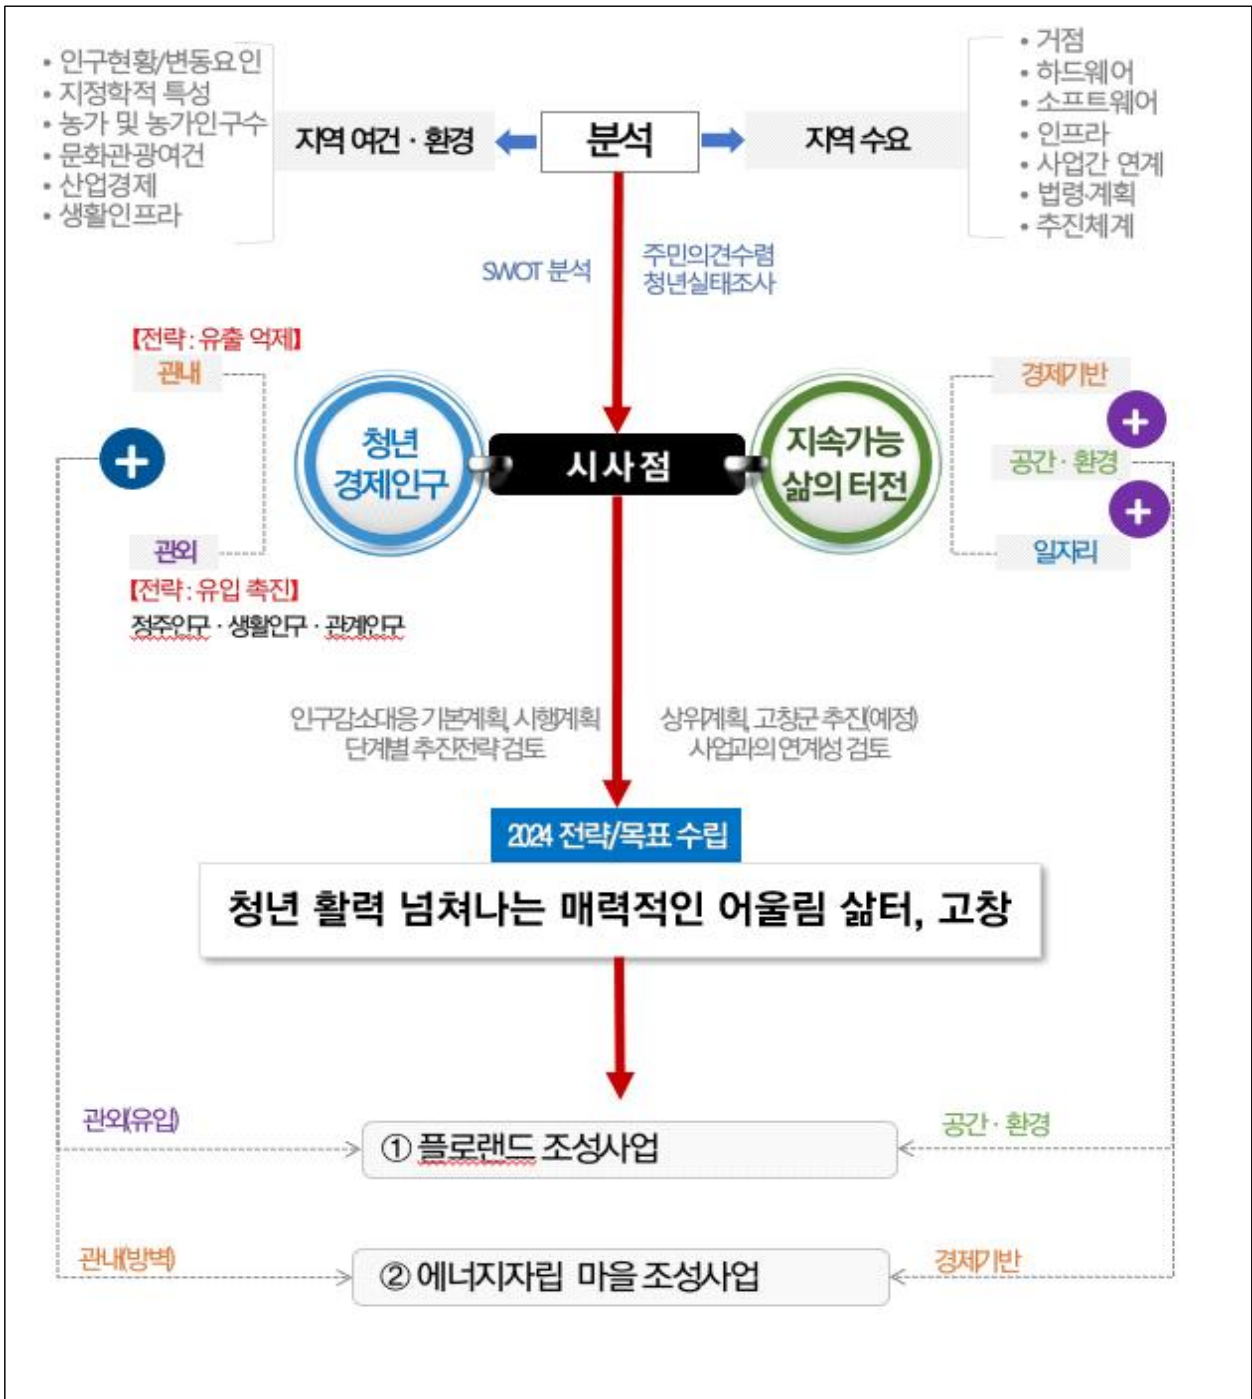 • 인구현황/변동요인
• 지정학적 특성
• 농가 및 농가인구수
• 문화관광여건
• 산업경제
• 생활인프라
지역 여건 · 환경
분석
지역 수요
• 거점
• 하드웨어
• 소프트웨어
• 인프라
• 사업간 연계
• 법령·계획
• 추진체계
SWOT 분석
주민의견수렴
청년실태조사
【전략 : 유출 억제】
관내
+
관외
【전략 : 유입 촉진】
정주인구 · 생활인구 · 관계인구
청년
경제인구
시사점
지속가능
삶의 터전
경제기반
+
공간 · 환경
+
일자리
인구감소대응 기본계획, 시행계획
단계별 추진전략 검토
상위계획, 고창군 추진(예정)
사업과의 연계성 검토
2024 전략/목표 수립
청년 활력 넘쳐나는 매력적인 어울림 삶터, 고창
관외(유입)
① 플로랜드 조성사업
공간 · 환경
관내(방벽)
② 에너지자립 마을 조성사업
경제기반